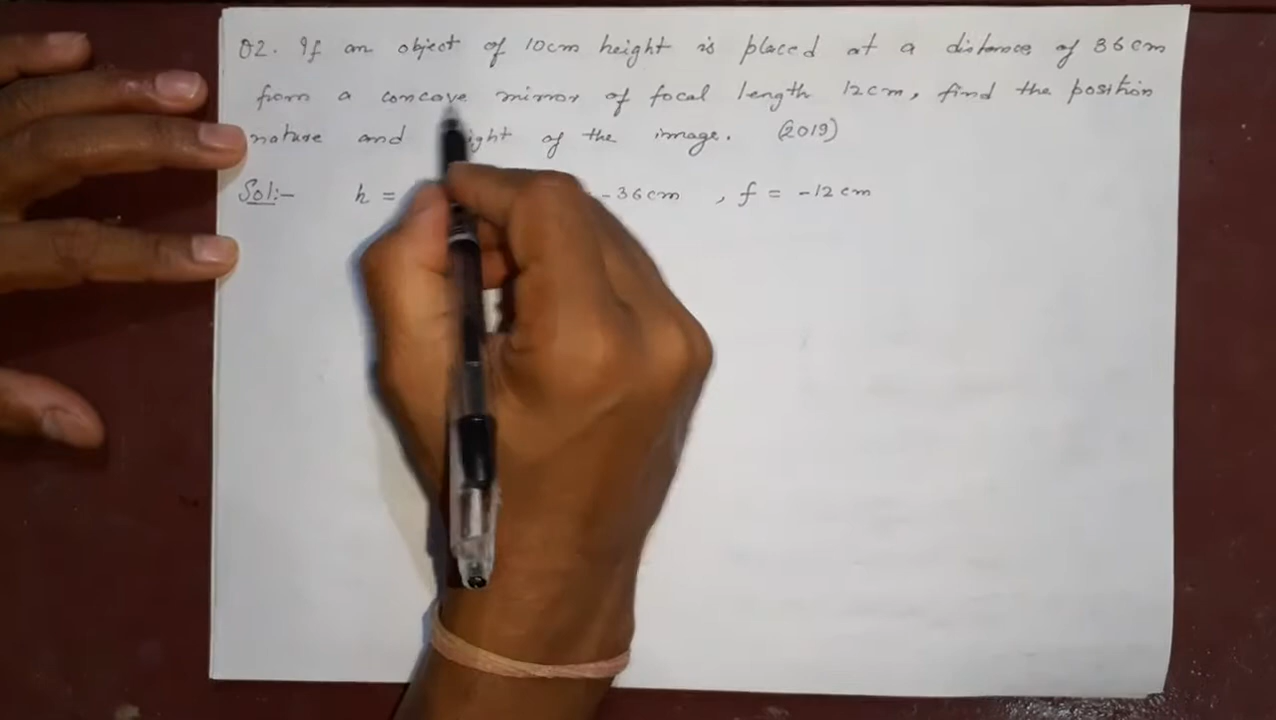 Q2. If an object of 10cm height is placed at a distance of 36cm
from a concave mirror of focal length 12cm, find the position
nature and of the image. (2019)
Sol:- h = -36cm , f = -12cm